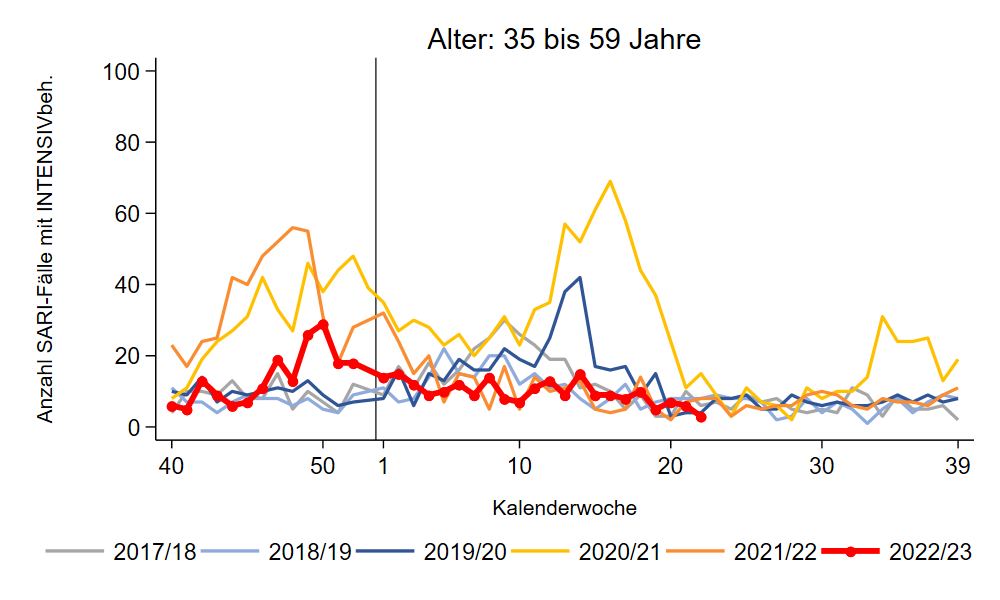 Alter: 35 bis 59 Jahre
Anzahl SARI-Fälle mit INTENSIVbeh.
100
80
60
40
20
0
40 50 1 10 20 30 39
Kalenderwoche
2017/18 2018/19 2019/20 2020/21 2021/22 2022/23